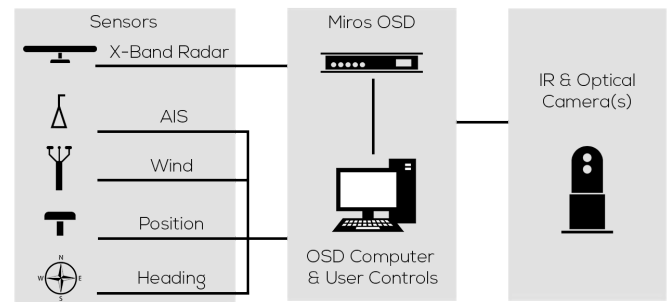 Sensors
X-Band Radar
AIS
Wind
Position
Heading
N
W E
S
Miros OSD
OSD Computer
& User Controls
IR & Optical
Camera(s)